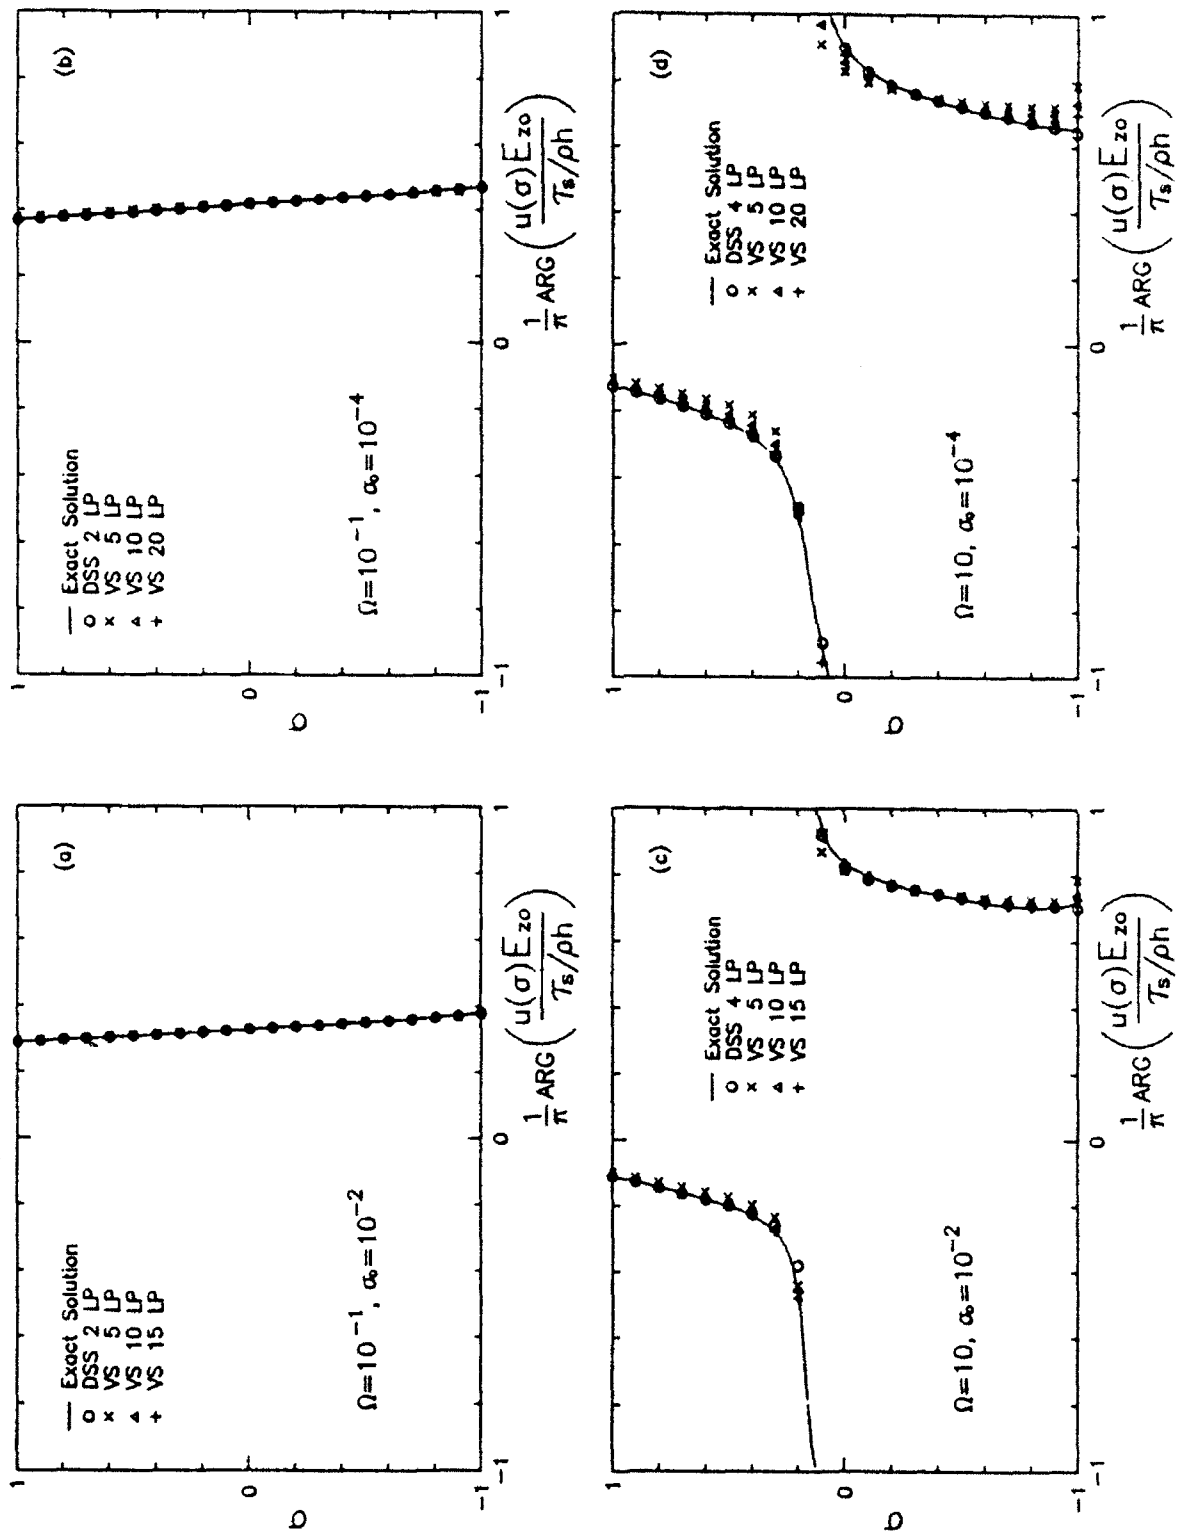 (a)
— Exact Solution
o DSS 2 LP
x VS 5 LP
▵ VS 10 LP
+ VS 15 LP
Ω=10⁻¹, α₀=10⁻²
1
0
-1
σ
-1
0
1
1/π ARG(u(σ)E_zo / τ_s/ρh)
(b)
— Exact Solution
o DSS 2 LP
x VS 5 LP
▵ VS 10 LP
+ VS 20 LP
Ω=10⁻¹, α₀=10⁻⁴
1
0
-1
σ
-1
0
1
1/π ARG(u(σ)E_zo / τ_s/ρh)
(c)
— Exact Solution
o DSS 4 LP
x VS 5 LP
▵ VS 10 LP
+ VS 15 LP
Ω=10, α₀=10⁻²
1
0
-1
σ
-1
0
1
1/π ARG(u(σ)E_zo / τ_s/ρh)
(d)
— Exact Solution
o DSS 4 LP
x VS 5 LP
▵ VS 10 LP
+ VS 20 LP
Ω=10, α₀=10⁻⁴
1
0
-1
σ
-1
0
1
1/π ARG(u(σ)E_zo / τ_s/ρh)